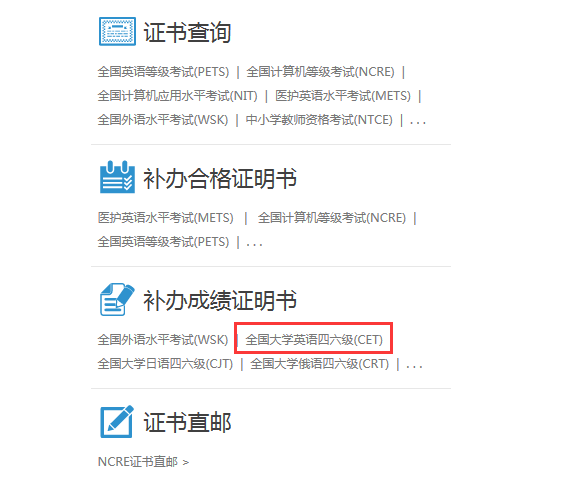 证书查询
全国英语等级考试(PETS) | 全国计算机等级考试(NCRE) |
全国计算机应用水平考试(NIT) | 医护英语水平考试(METS) |
全国外语水平考试(WSK) | 中小学教师资格考试(NTCE) | ...
补办合格证明书
医护英语水平考试(METS) | 全国计算机等级考试(NCRE) |
全国英语等级考试(PETS) | ...
补办成绩证明书
全国外语水平考试(WSK) | 全国大学英语四六级(CET)
全国大学日语四六级(CJT) | 全国大学俄语四六级(CRT) | ...
证书直邮
NCRE证书直邮 >